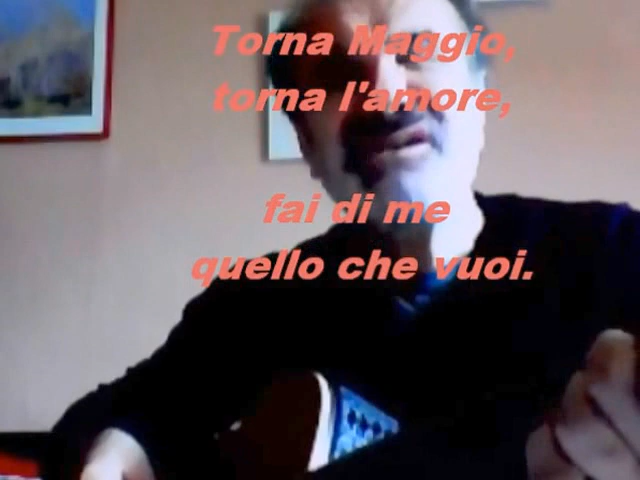 Torna Maggio,
torna l'amore,
fai di me
quello che vuoi.